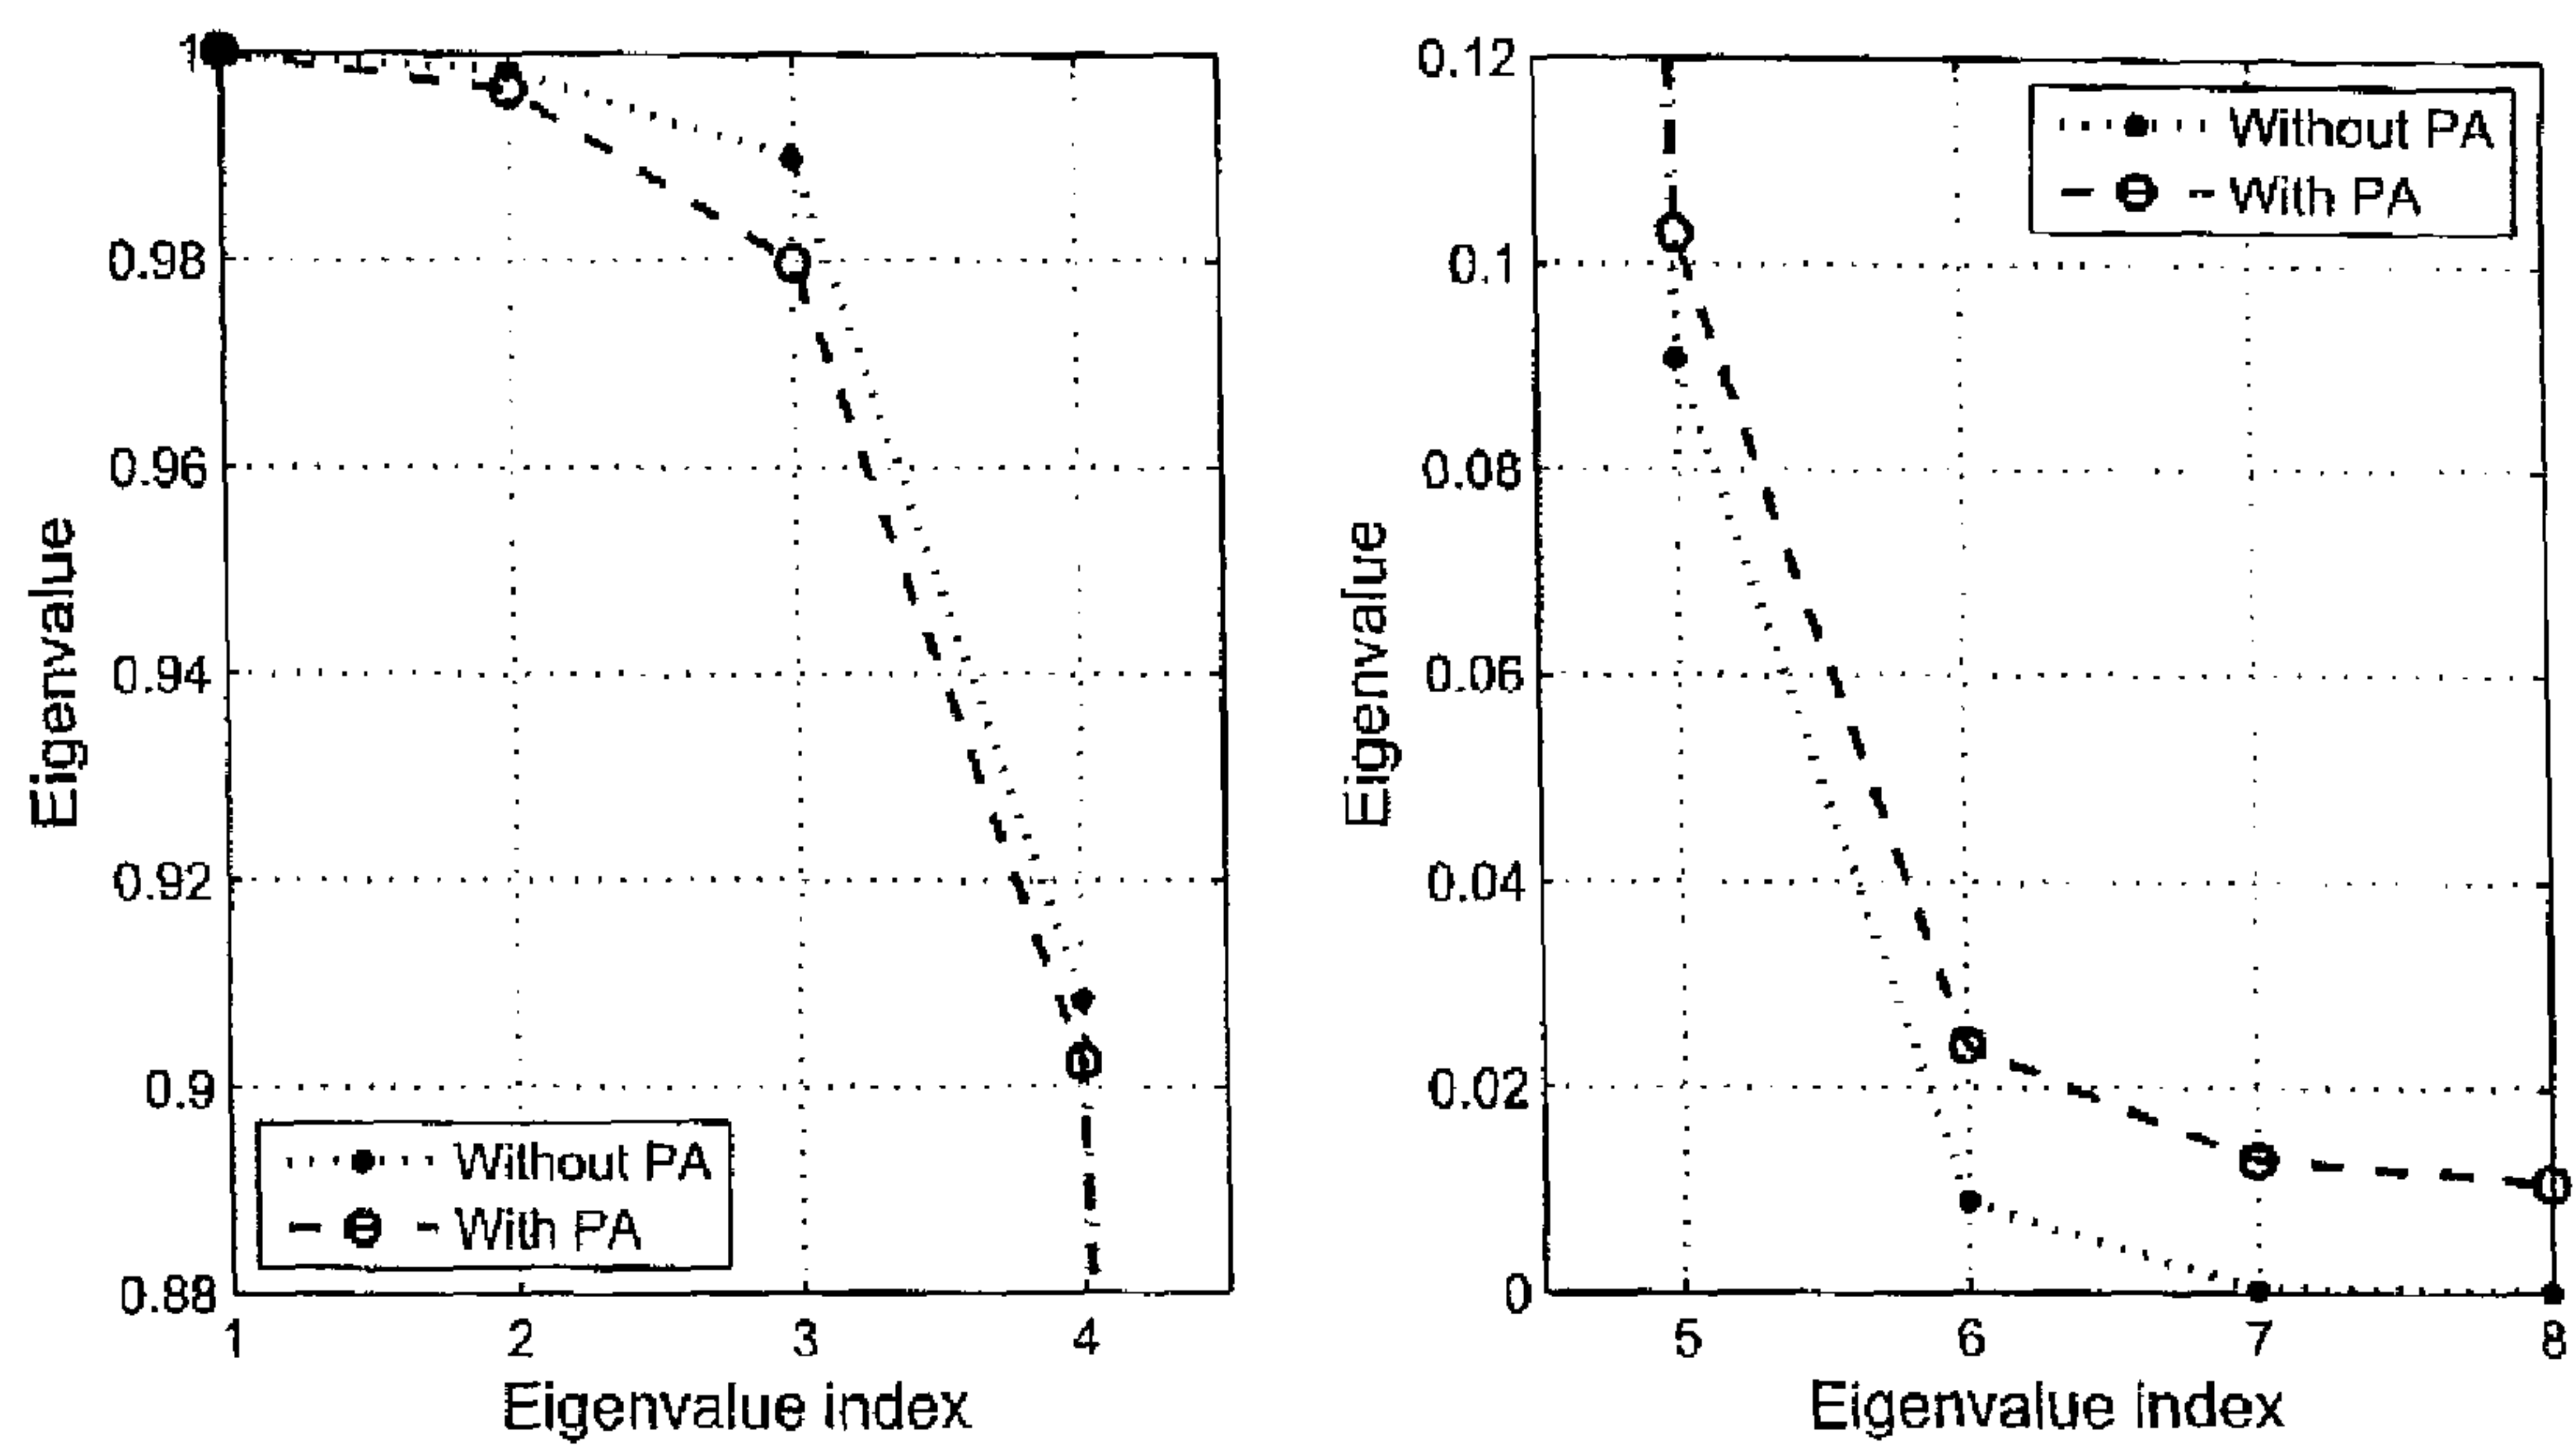 1
0.98
0.96
0.94
0.92
0.9
0.88
Eigenvalue
Without PA
With PA
1 2 3 4
Eigenvalue index
0.12
0.1
0.08
0.06
0.04
0.02
0
Eigenvalue
Without PA
With PA
5 6 7 8
Eigenvalue index